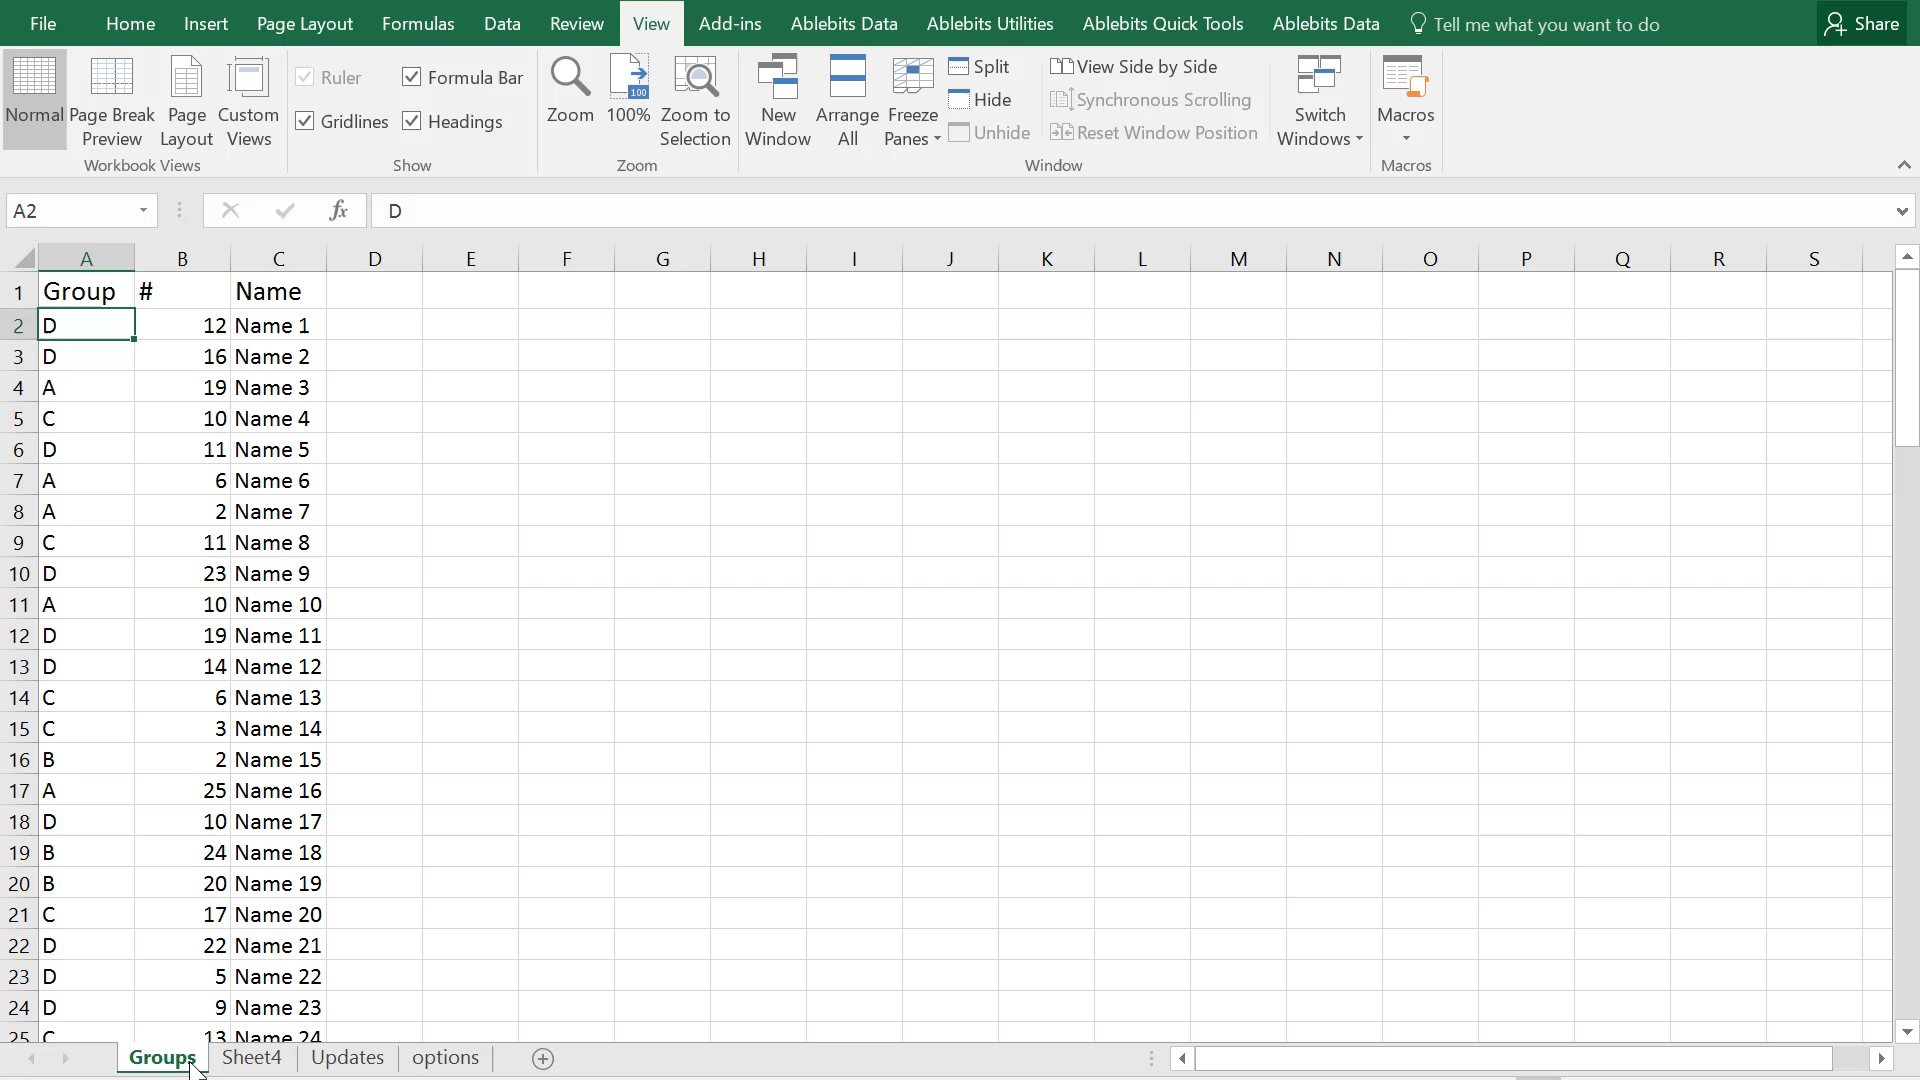 File Home Insert Page Layout Formulas Data Review View Add-ins Ablebits Data Ablebits Utilities Ablebits Quick Tools Ablebits Data Tell me what you want to do Share
Normal Page Break Preview Page Layout Custom Views
Workbook Views
Ruler Formula Bar
Gridlines Headings
Show
Zoom 100 100% Zoom to Selection
Zoom
New Window Arrange All Freeze Panes
Split
Hide
Unhide
View Side by Side
Synchronous Scrolling
Reset Window Position
Switch Windows
Window
Macros
Macros
A2 fx D
A B C D E F G H I J K L M N O P Q R S
1 Group # Name
2 D 12 Name 1
3 D 16 Name 2
4 A 19 Name 3
5 C 10 Name 4
6 D 11 Name 5
7 A 6 Name 6
8 A 2 Name 7
9 C 11 Name 8
10 D 23 Name 9
11 A 10 Name 10
12 D 19 Name 11
13 D 14 Name 12
14 C 6 Name 13
15 C 3 Name 14
16 B 2 Name 15
17 A 25 Name 16
18 D 10 Name 17
19 B 24 Name 18
20 B 20 Name 19
21 C 17 Name 20
22 D 22 Name 21
23 D 5 Name 22
24 D 9 Name 23
25 C 13 Name 24
Groups Sheet4 Updates options